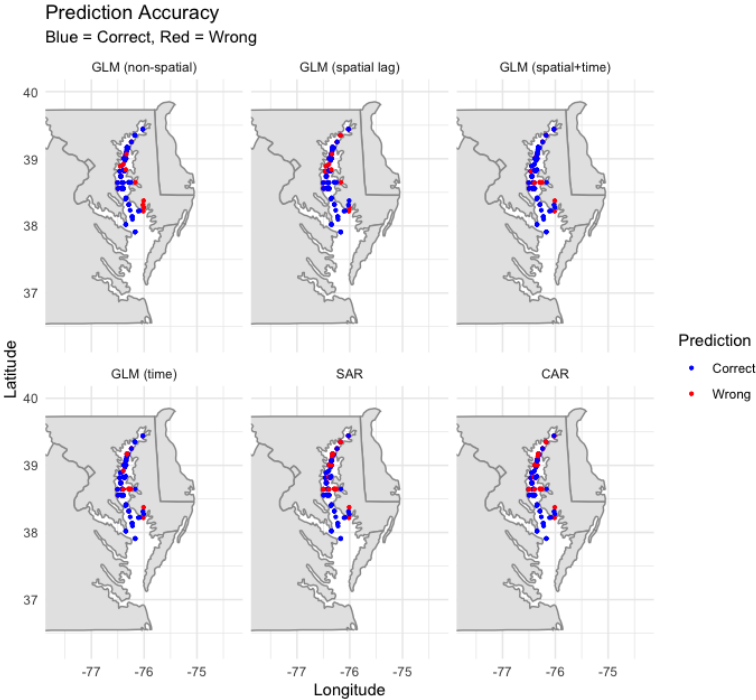 Prediction Accuracy
Blue = Correct, Red = Wrong
GLM (non-spatial) GLM (spatial lag) GLM (spatial+time)
40
39
38
37
Latitude
Prediction
Correct
Wrong
GLM (time) SAR CAR
40
39
38
37
-77 -76 -75 -77 -76 -75 -77 -76 -75
Longitude